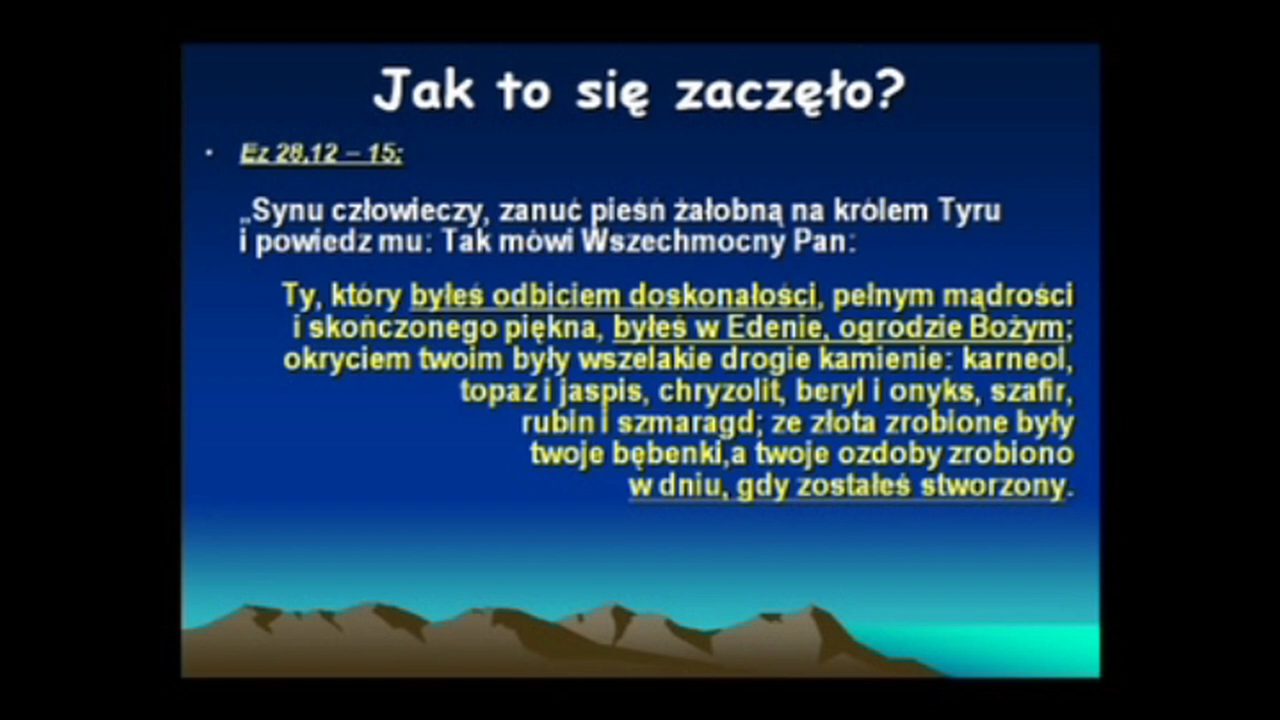 Jak to się zaczęło?
• Ez 28,12 – 15:
„Synu człowieczy, zanuć pieśń żałobną na królem Tyru
i powiedz mu: Tak mówi Wszechmocny Pan:
Ty, który byłeś odbiciem doskonałości, pełnym mądrości
i skończonego piękna, byłeś w Edenie, ogrodzie Bożym;
okryciem twoim były wszelakie drogie kamienie: karneol,
topaz i jaspis, chryzolit, beryl i onyks, szafir,
rubin i szmaragd; ze złota zrobione były
twoje bębenki,a twoje ozdoby zrobiono
w dniu, gdy zostałeś stworzony.